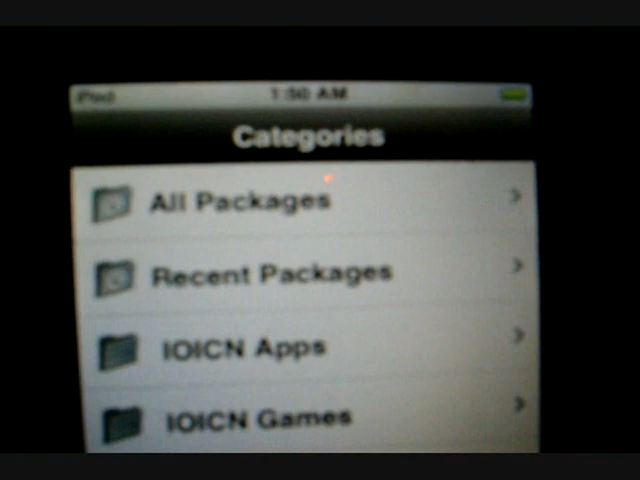 iPod 1:50 AM
Categories
All Packages
Recent Packages
IOICN Apps
IOICN Games